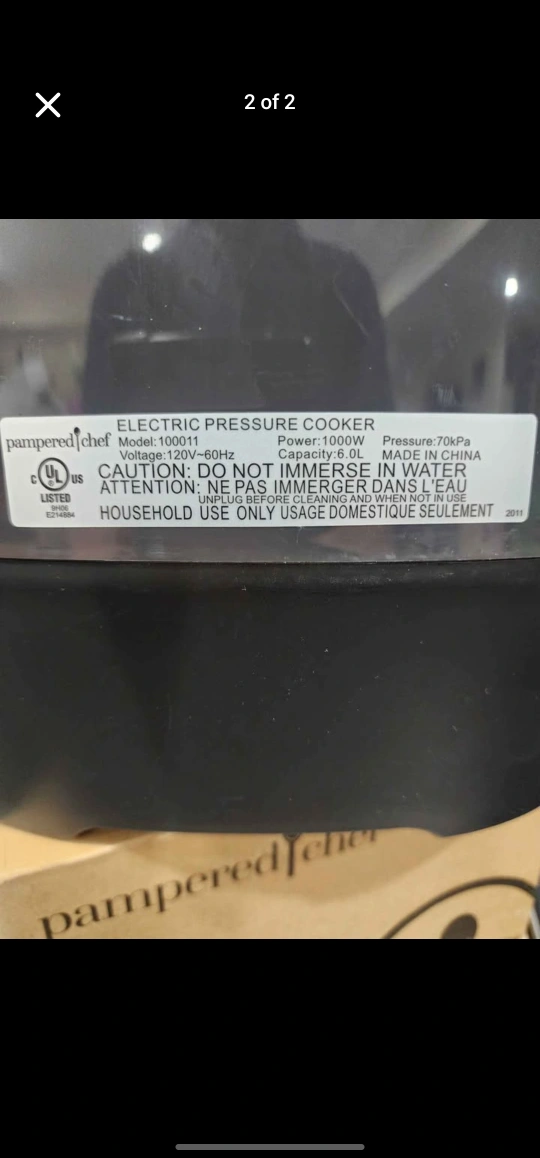 2 of 2
ELECTRIC PRESSURE COOKER
pampered chef
Model:100011 Power:1000W Pressure:70kPa
Voltage:120V~60Hz Capacity:6.0L MADE IN CHINA
C UL US
CAUTION: DO NOT IMMERSE IN WATER
ATTENTION: NE PAS IMMERGER DANS L'EAU
LISTED
UNPLUG BEFORE CLEANING AND WHEN NOT IN USE
E214884
HOUSEHOLD USE ONLY USAGE DOMESTIQUE SEULEMENT 2011
pampered chef